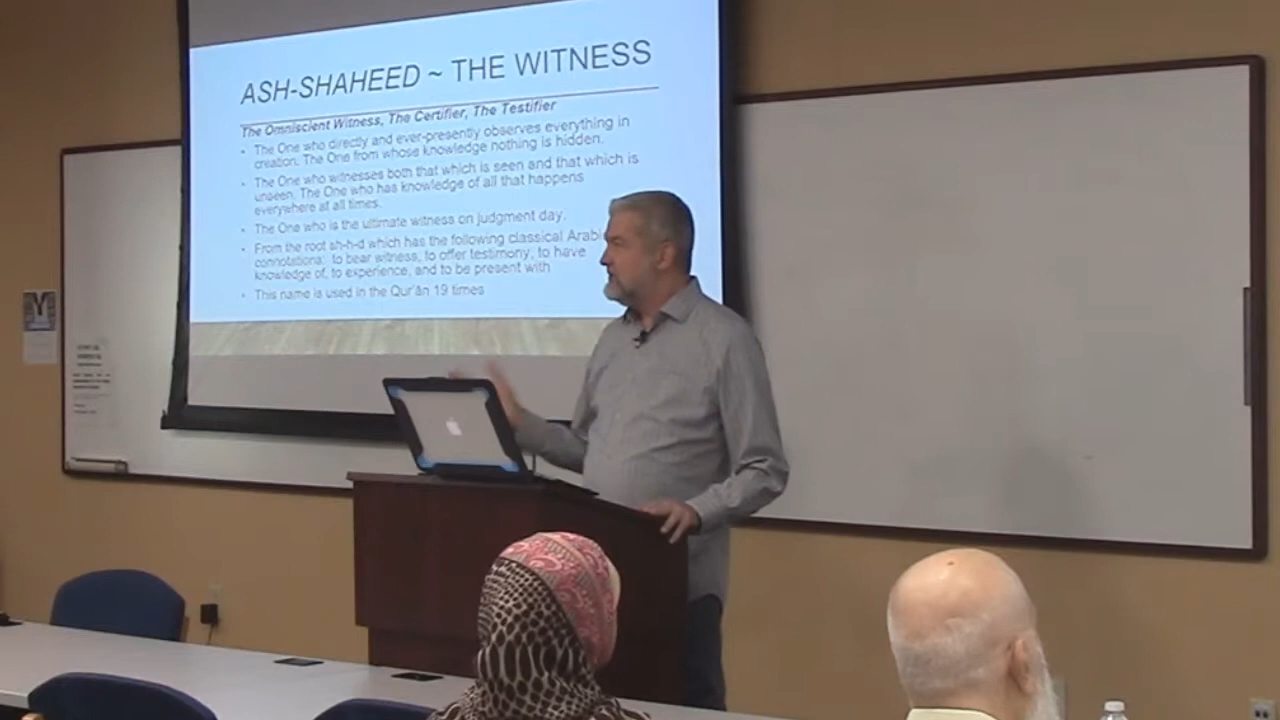 ASH-SHAHEED ~ THE WITNESS
The Omniscient Witness, The Certifier, The Testifier
• The One who directly and ever-presently observes everything in
creation. The One from whose knowledge nothing is hidden.
• The One who witnesses both that which is seen and that which is
unseen. The One who has knowledge of all that happens
everywhere at all times.
• The One who is the ultimate witness on judgment day.
• From the root sh-h-d which has the following classical Arabi
connotations: to bear witness, to offer testimony, to have
knowledge of, to experience, and to be present with
• This name is used in the Qur'ân 19 times